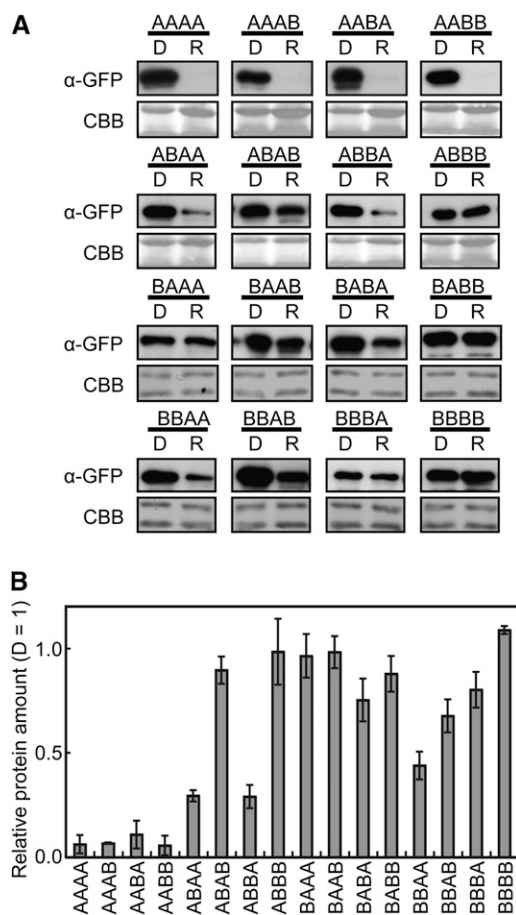 A
AAAA AAAB AABA AABB
D R D R D R D R
α-GFP
CBB
ABAA ABAB ABBA ABBB
D R D R D R D R
α-GFP
CBB
BAAA BAAB BABA BABB
D R D R D R D R
α-GFP
CBB
BBAA BBAB BBBA BBBB
D R D R D R D R
α-GFP
CBB
B
Relative protein amount (D = 1)
1.0
0.5
0.0
AAAA AAAB AABA AABB ABAA ABAB ABBA ABBB BAAA BAAB BABA BABB BBAA BBAB BBBA BBBB